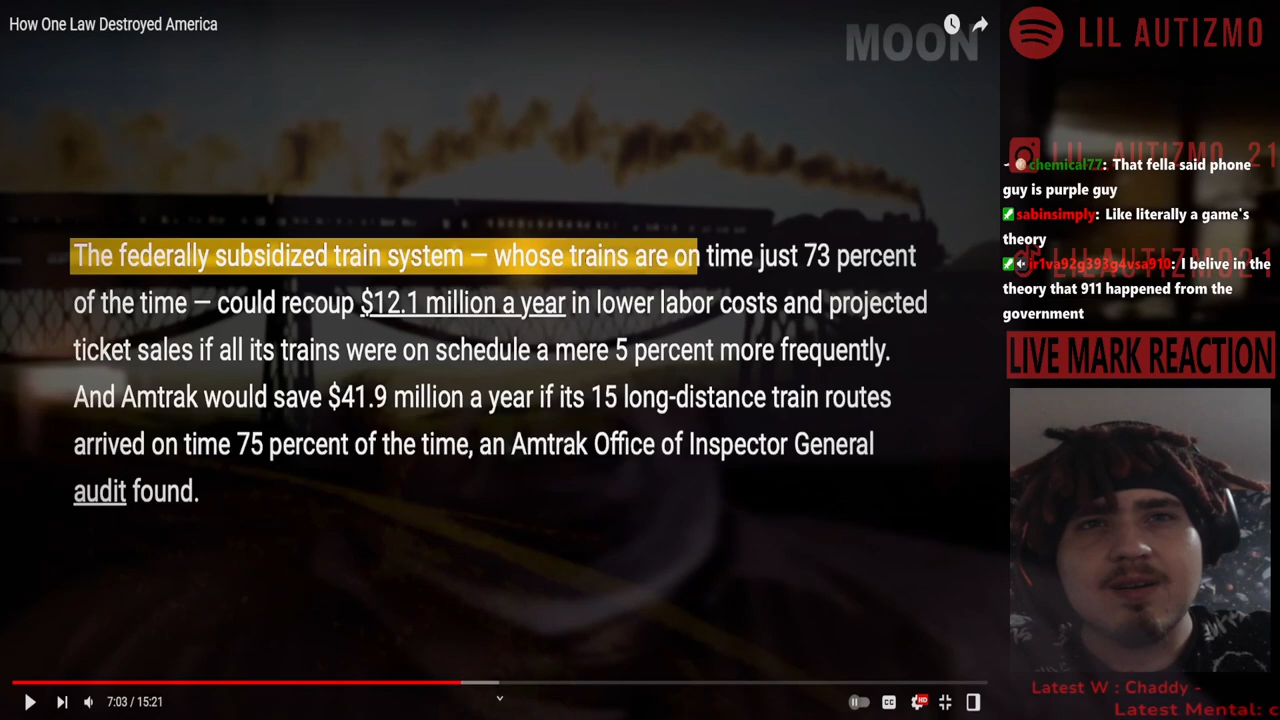 How One Law Destroyed America
MOON
The federally subsidized train system — whose trains are on time just 73 percent
of the time — could recoup $12.1 million a year in lower labor costs and projected
ticket sales if all its trains were on schedule a mere 5 percent more frequently.
And Amtrak would save $41.9 million a year if its 15 long-distance train routes
arrived on time 75 percent of the time, an Amtrak Office of Inspector General
audit found.
7:03 / 15:21
CC
HD
LIL AUTIZMO
LIL_AUTIZMO_21
chemical77: That fella said phone
guy is purple guy
sabinsimply: Like literally a game's
theory
ir1va92g393g4vsa910: I belive in the
theory that 911 happened from the
government
LIVE MARK REACTION
Latest W : Chaddy -
Latest Mental: c